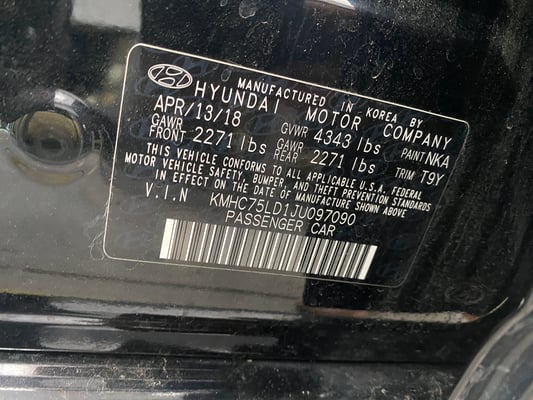 MANUFACTURED IN KOREA BY
HYUNDAI MOTOR COMPANY
APR/13/18 GVWR 4343 lbs PAINT NKA
GAWR FRONT 2271 lbs GAWR REAR 2271 lbs TRIM T9Y
THIS VEHICLE CONFORMS TO ALL APPLICABLE U.S.A. FEDERAL
MOTOR VEHICLE SAFETY, BUMPER, AND THEFT PREVENTION STANDARDS
IN EFFECT ON THE DATE OF MANUFACTURE SHOWN ABOVE
V.I.N KMHC75LD1JU097090
PASSENGER CAR